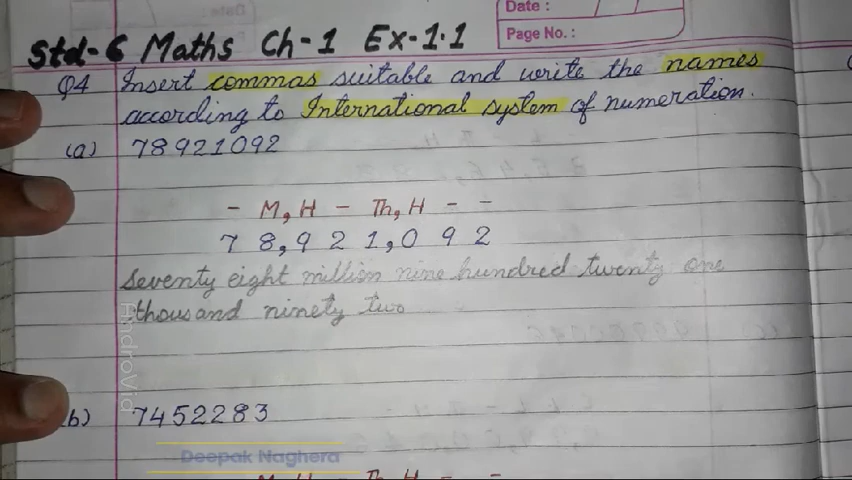 Date :
Page No. :
Std-6 Maths Ch-1 Ex-1.1
Q4 Insert commas suitable and write the names
according to International system of numeration.
(a) 78921092
- M, H - Th, H - -
7 8, 9 2 1, 0 9 2
Seventy eight million nine hundred twenty one
thousand ninety two
AndroVid
(b) 7452283
Deepak Naghera